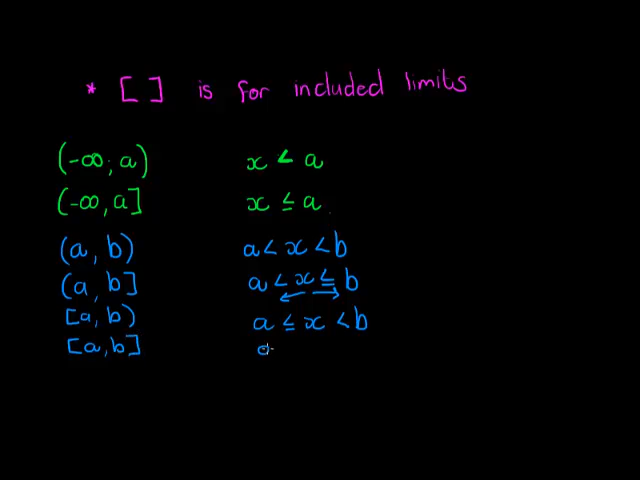 * [ ] is for included limits
(-∞, a) x < a
(-∞, a] x ≤ a
(a, b) a < x < b
(a, b] a < x ≤ b
[a, b) a ≤ x < b
[a, b] a